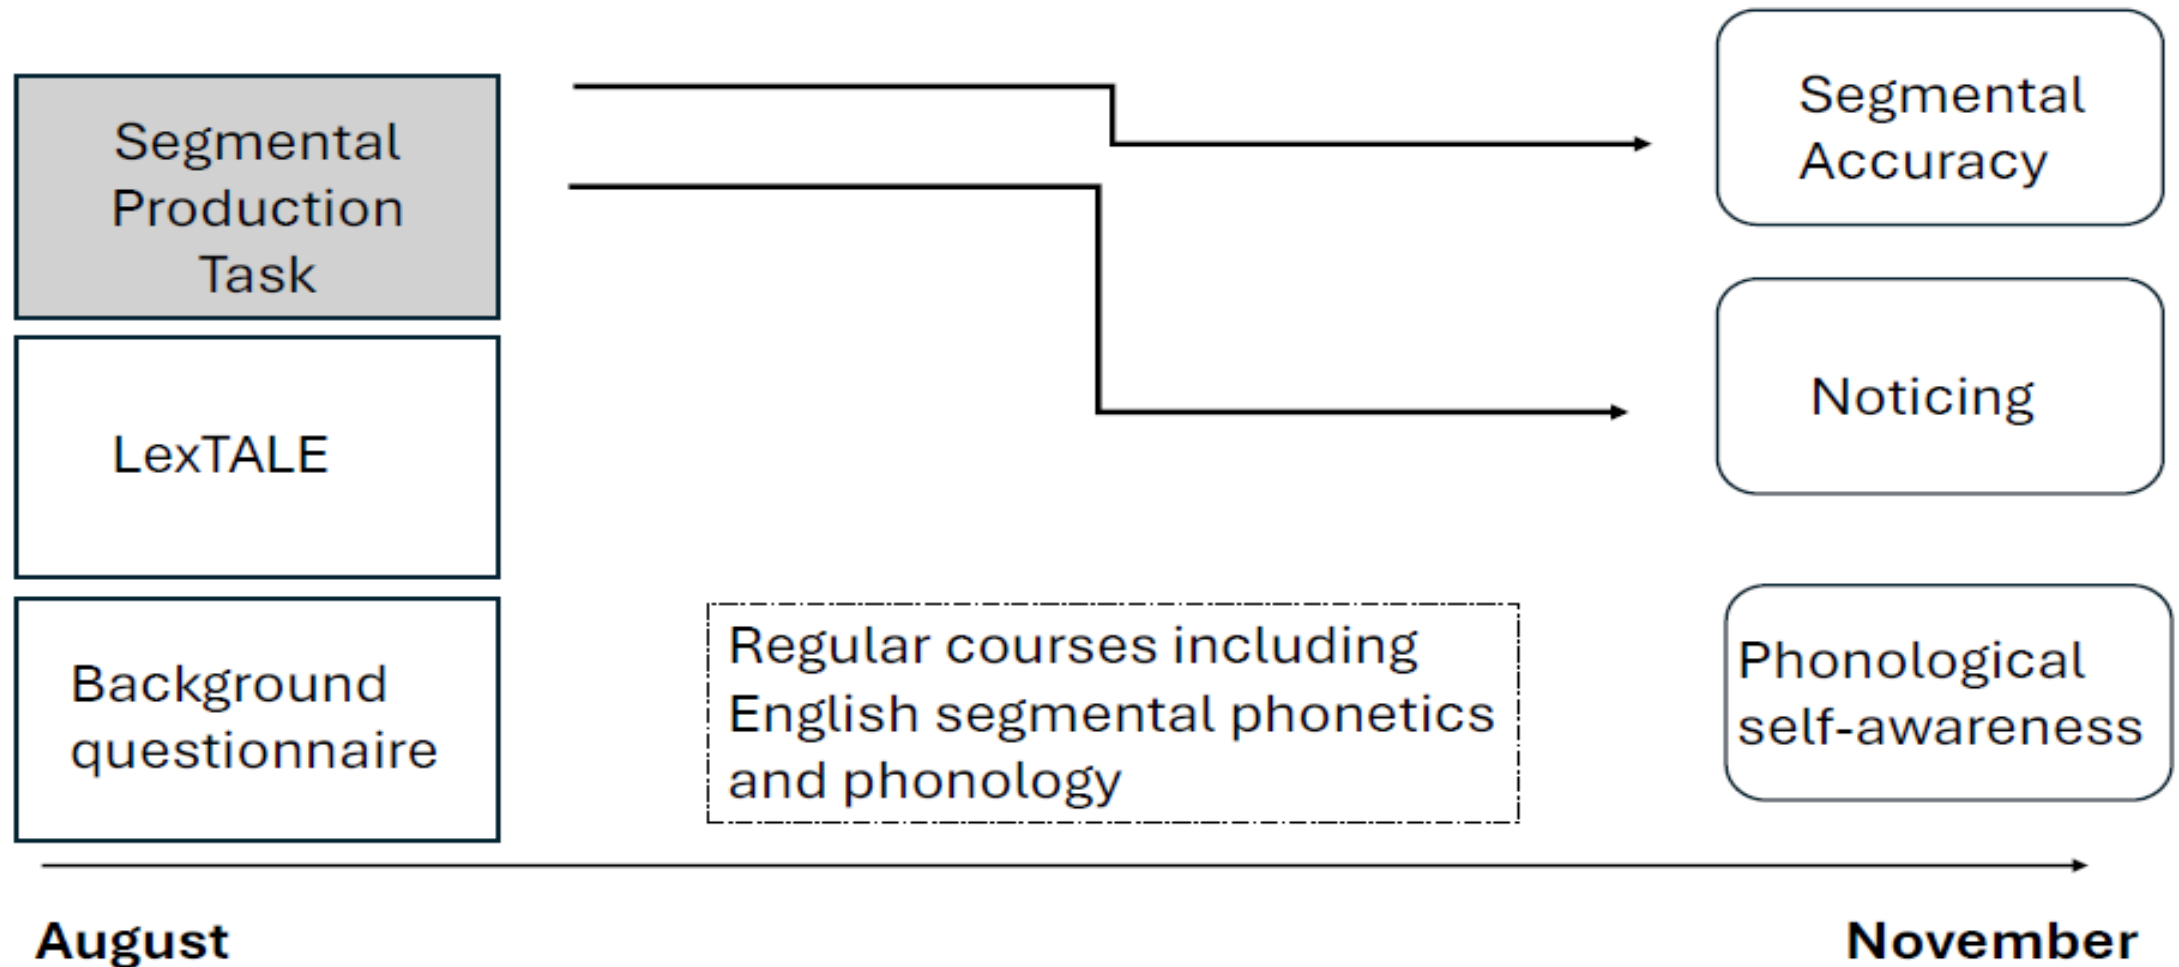 Segmental
Production
Task
LexTALE
Background
questionnaire
Regular courses including
English segmental phonetics
and phonology
Segmental
Accuracy
Noticing
Phonological
self-awareness
August
November